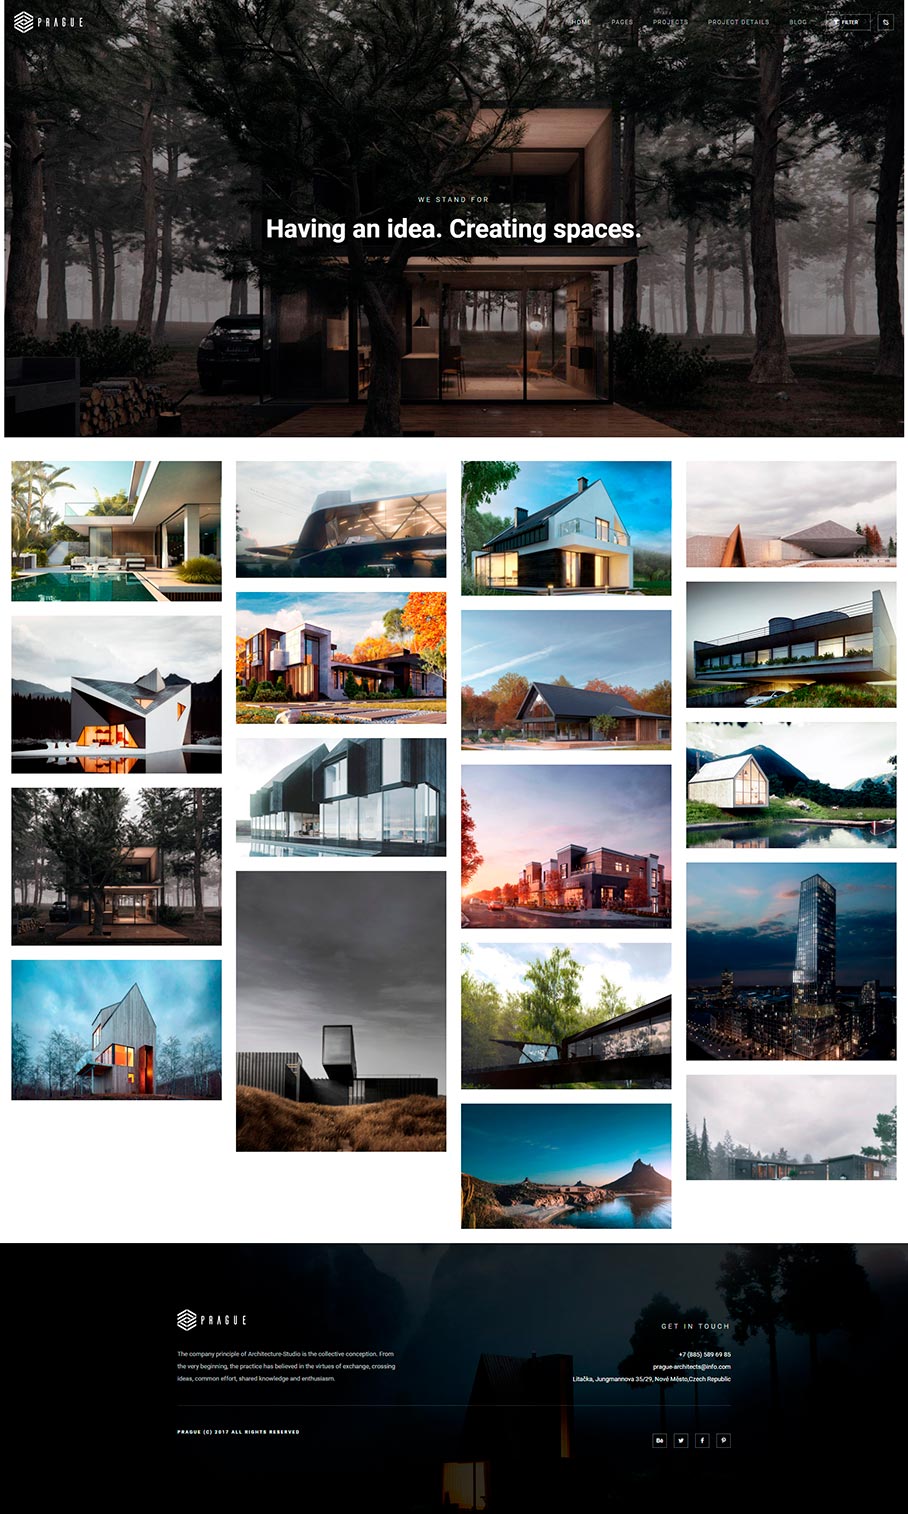 PRAGUE
HOME PAGES PROJECTS PROJECT DETAILS BLOG FILTER
WE STAND FOR
Having an idea. Creating spaces.
PRAGUE
GET IN TOUCH
The company principle of Architecture-Studio is the collective conception. From
the very beginning, the practice has believed in the virtues of exchange, crossing
ideas, common effort, shared knowledge and enthusiasm.
+7 (885) 589 69 85
prague-architects@info.com
Litačka, Jungmannova 35/29, Nové Město,Czech Republic
PRAGUE (C) 2017 ALL RIGHTS RESERVED